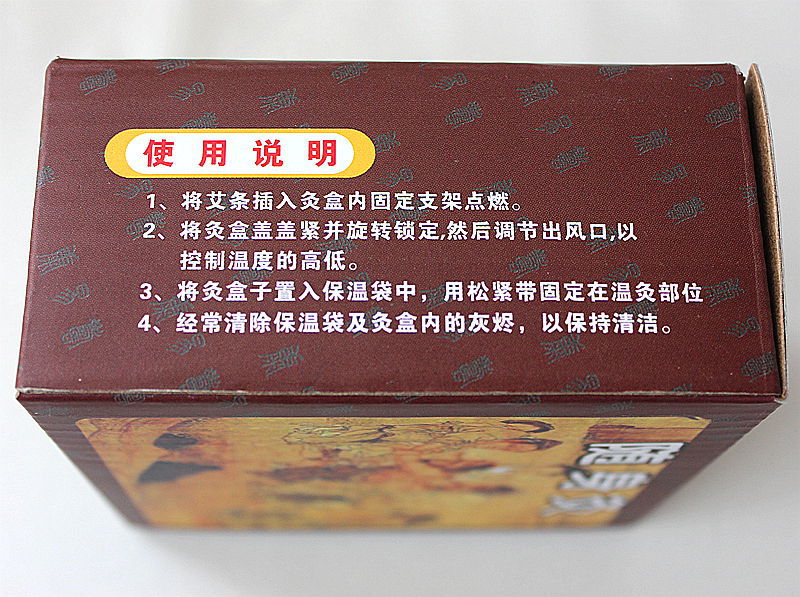 使用说明
1、将艾条插入灸盒内固定支架点燃。
2、将灸盒盖盖紧并旋转锁定,然后调节出风口,以
控制温度的高低。
3、将灸盒子置入保温袋中，用松紧带固定在温灸部位
4、经常清除保温袋及灸盒内的灰烬，以保持清洁。
随身灸